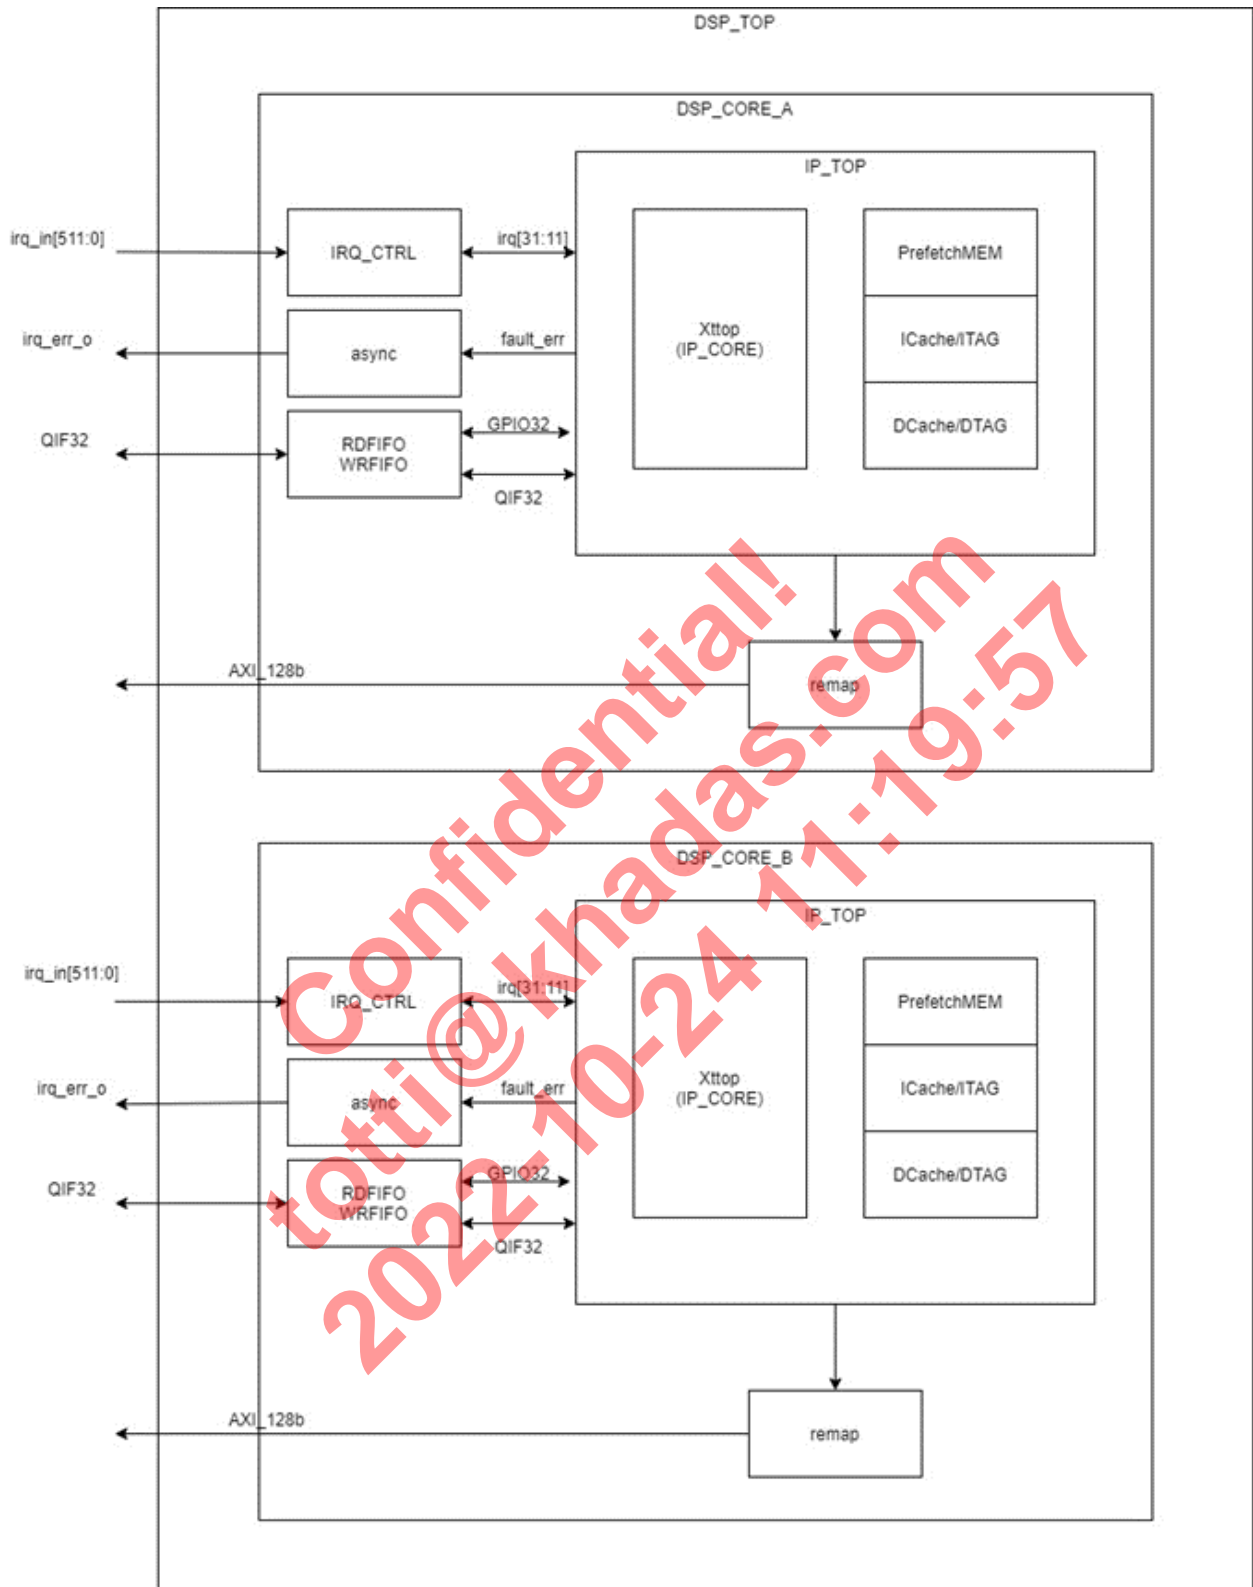 DSP_TOP
DSP_CORE_A
IP_TOP
irq_in[511:0]
IRQ_CTRL
irq[31:11]
PrefetchMEM
irq_err_o
async
fault_err
Xttop
(IP_CORE)
ICache/ITAG
QIF32
RDFIFO
WRFIFO
GPIO32
QIF32
DCache/DTAG
AXI_128b
remap
Confidential!
totti@khadas.com
2022-10-24 11:19:57
DSP_CORE_B
IP_TOP
irq_in[511:0]
IRQ_CTRL
irq[31:11]
PrefetchMEM
irq_err_o
async
fault_err
Xttop
(IP_CORE)
ICache/ITAG
QIF32
RDFIFO
WRFIFO
GPIO32
QIF32
DCache/DTAG
AXI_128b
remap